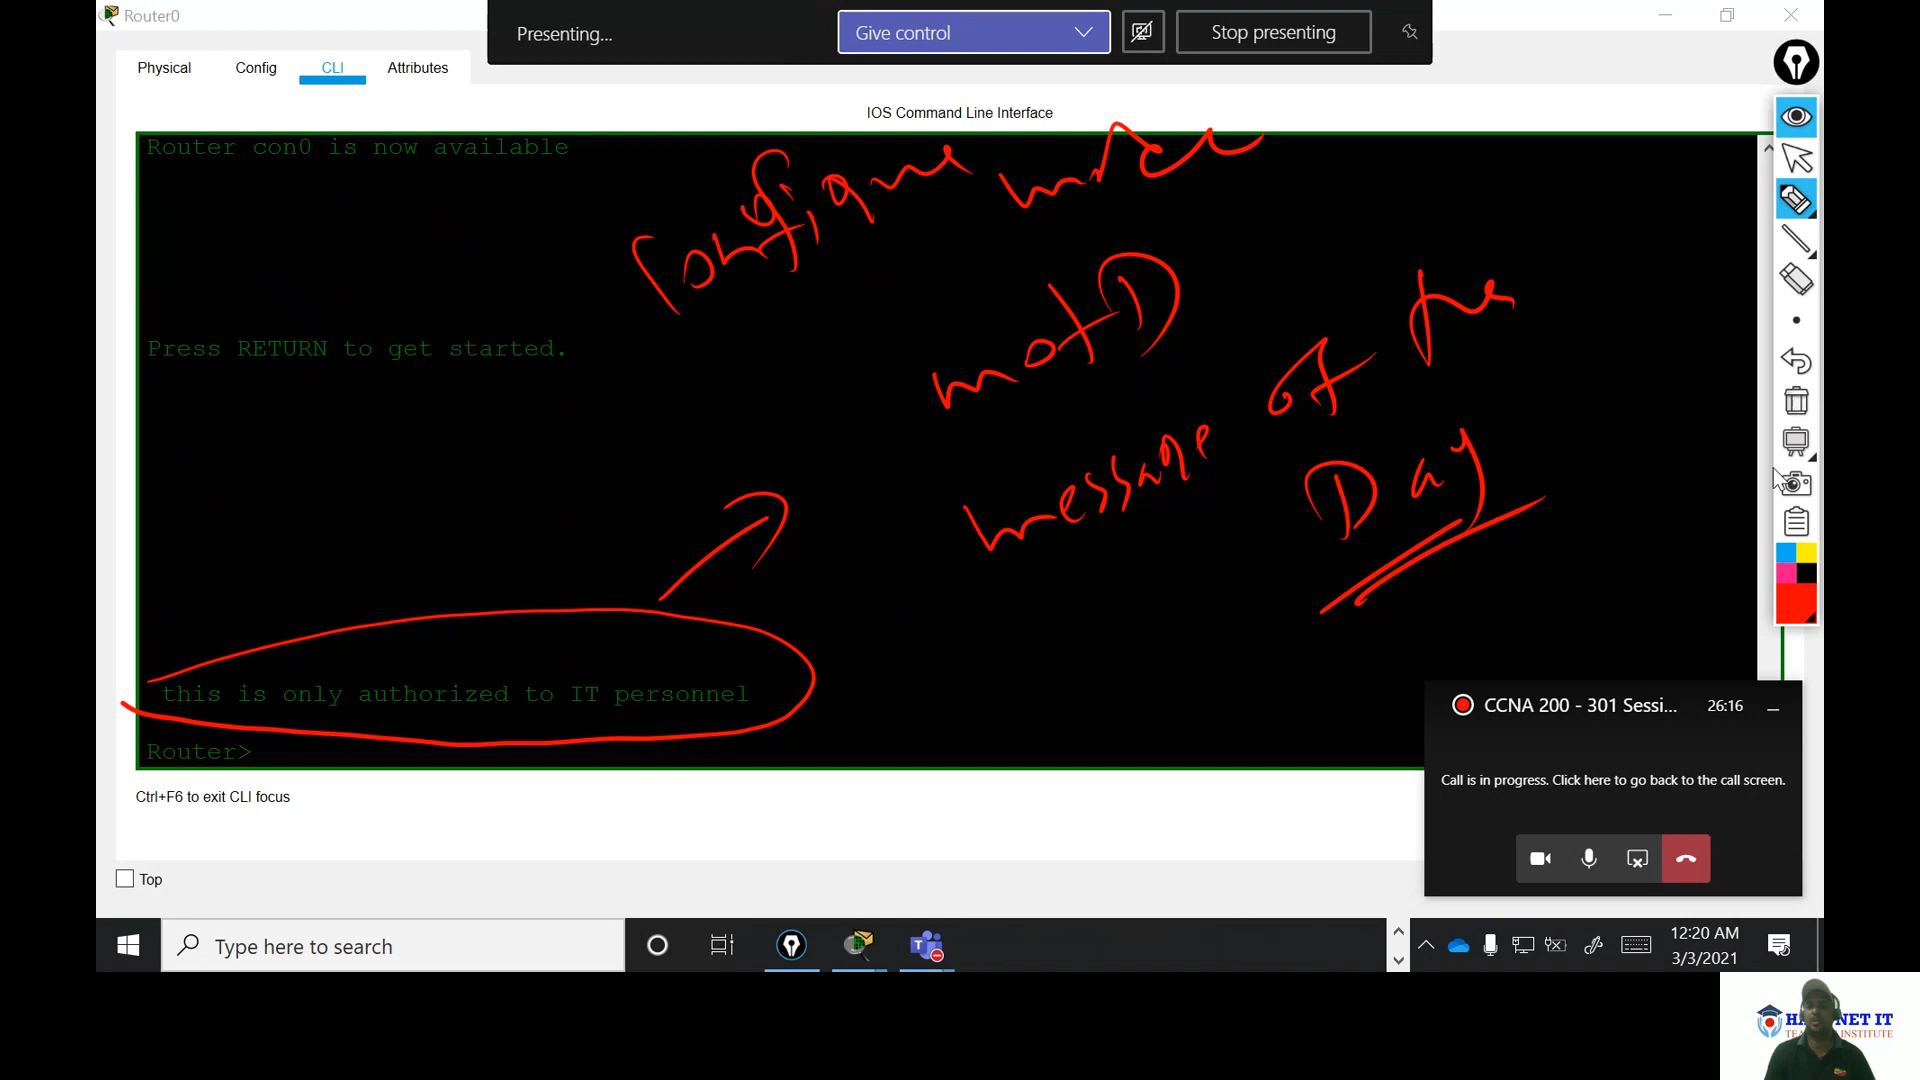 Router0
Presenting...
Give control
Stop presenting
Physical
Config
CLI
Attributes
IOS Command Line Interface
Router con0 is now available
Configure
motD
Press RETURN to get started.
message of the
Day
this is only authorized to IT personnel
Router>
CCNA 200 - 301 Sessi...
26:16
Call is in progress. Click here to go back to the call screen.
Ctrl+F6 to exit CLI focus
Top
Type here to search
12:20 AM
3/3/2021
NET IT
INSTITUTE